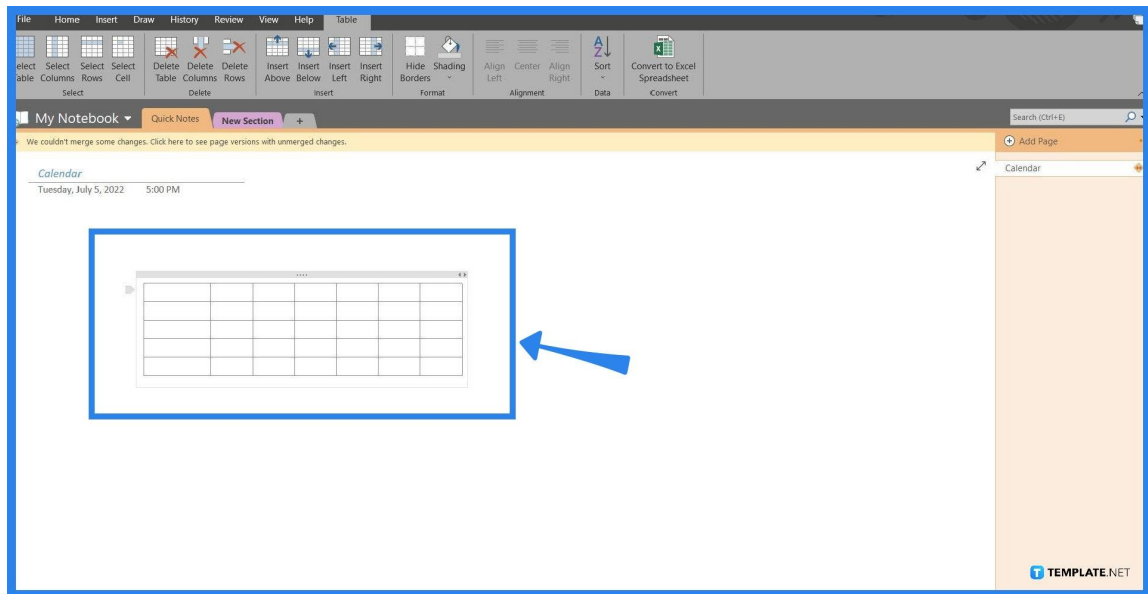 File Home Insert Draw History Review View Help Table
Select Select Select Delete Delete Delete Insert Insert Insert Insert Hide Shading Align Center Align Sort Convert to Excel
Columns Rows Cell Table Columns Rows Above Below Left Right Borders Left Right Spreadsheet
Select Delete Insert Format Alignment Data Convert
My Notebook Quick Notes New Section + Search (Ctrl+E)
We couldn't merge some changes. Click here to see page versions with unmerged changes. Add Page
Calendar Calendar
Tuesday, July 5, 2022 5:00 PM
T TEMPLATE.NET